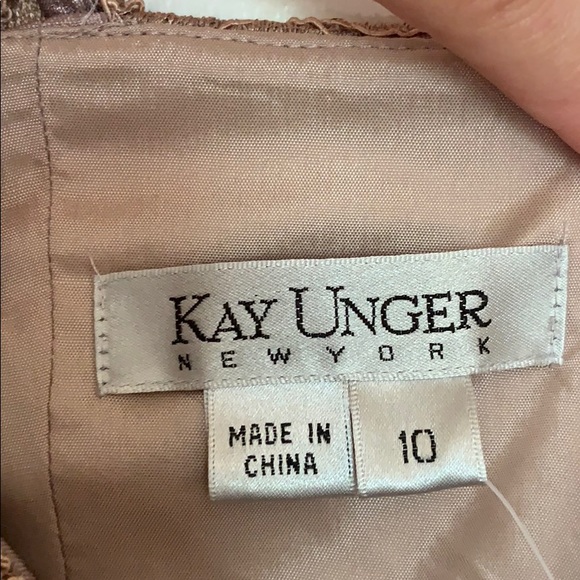 KAY UNGER
NEW YORK
MADE IN
CHINA
10